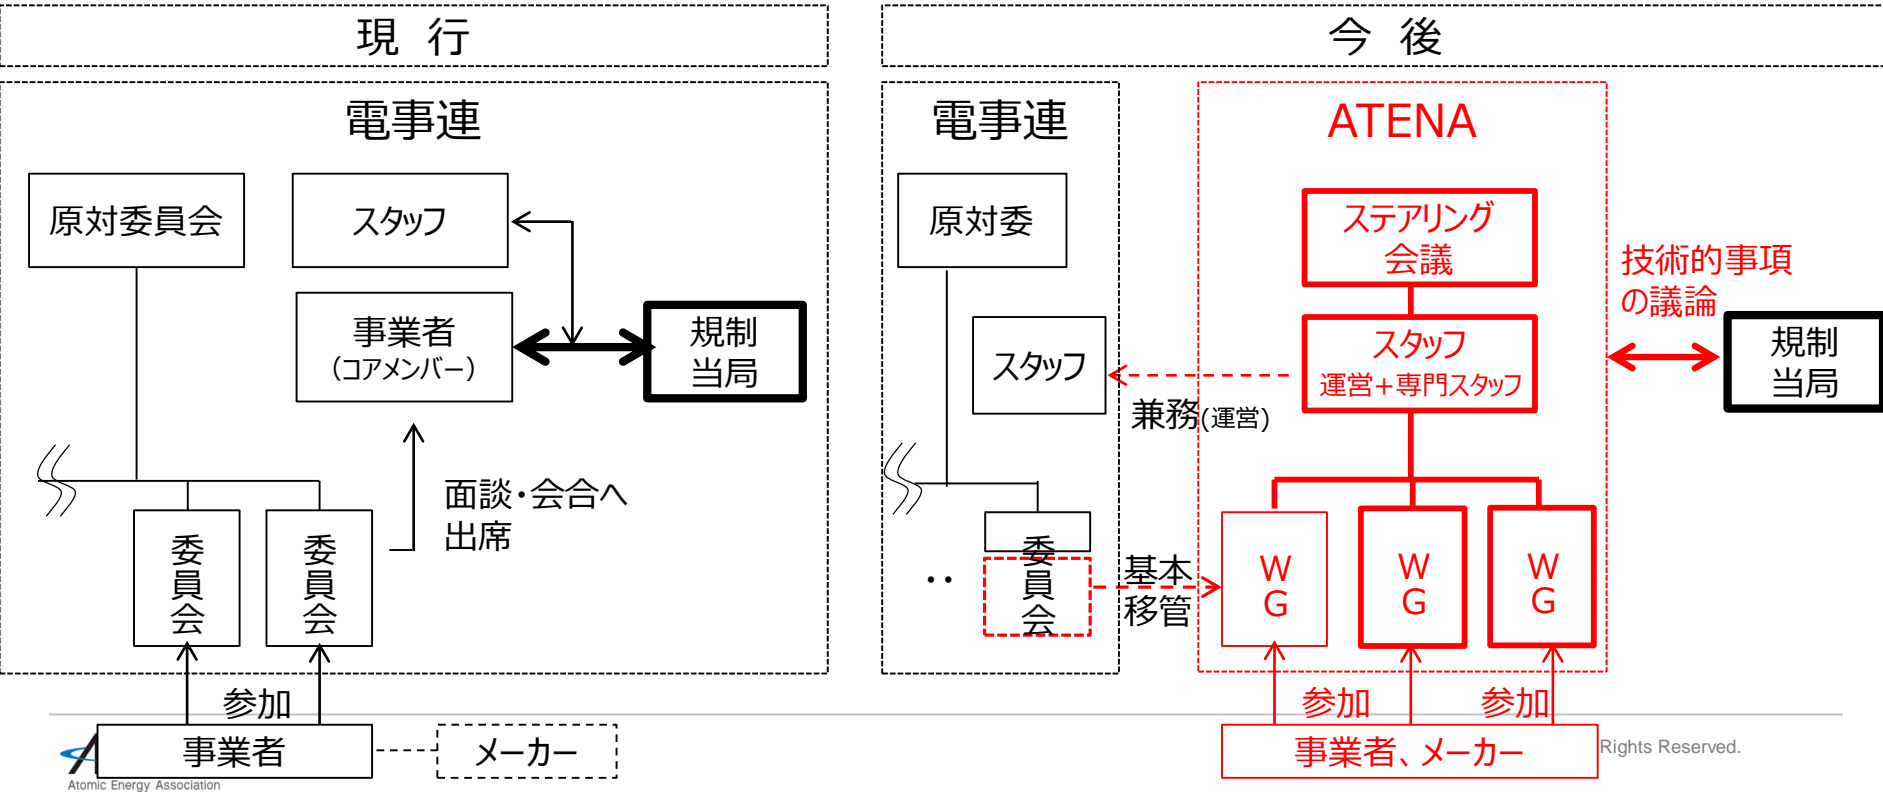 現 行
今 後
電事連
原対委員会
スタッフ
事業者
（コアメンバー）
規制
当局
面談・会合へ
出席
委員会
委員会
参加
事業者
メーカー
電事連
原対委
スタッフ
兼務(運営)
‥
委員会
基本
移管
ATENA
ステアリング
会議
スタッフ
運営+専門スタッフ
技術的事項
の議論
規制
当局
WG
WG
WG
参加
参加
事業者、メーカー
Atomic Energy Association
Rights Reserved.